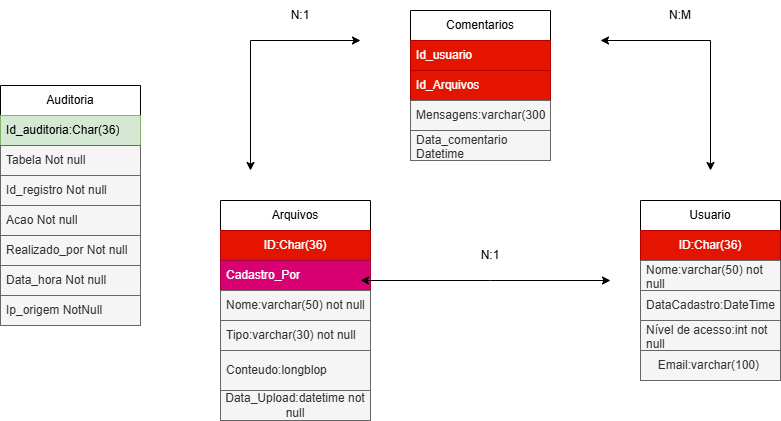 N:1
Comentarios
N:M
Id_usuario
Id_Arquivos
Mensagens:varchar(300
Data_comentario
Datetime
Auditoria
Id_auditoria:Char(36)
Tabela Not null
Id_registro Not null
Acao Not null
Realizado_por Not null
Data_hora Not null
Ip_origem NotNull
Arquivos
ID:Char(36)
Cadastro_Por
Nome:varchar(50) not null
Tipo:varchar(30) not null
Conteudo:longblop
Data_Upload:datetime not
null
N:1
Usuario
ID:Char(36)
Nome:varchar(50) not
null
DataCadastro:DateTime
Nível de acesso:int not
null
Email:varchar(100)